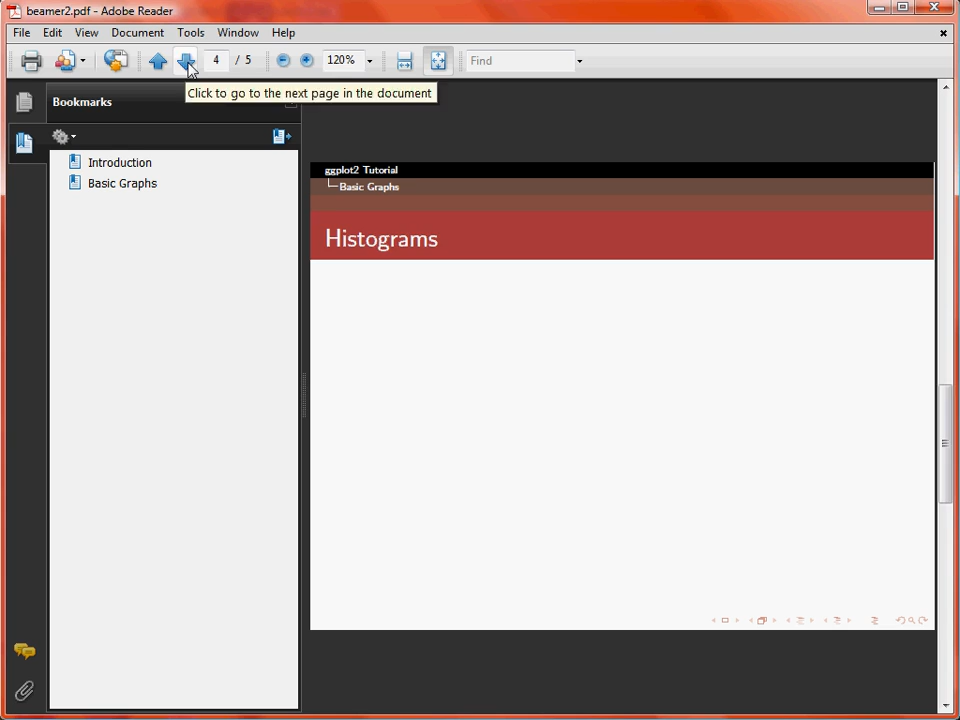 beamer2.pdf - Adobe Reader
File Edit View Document Tools Window Help
4 / 5 120% Find
Click to go to the next page in the document
Bookmarks
Introduction
Basic Graphs
ggplot2 Tutorial
Basic Graphs
Histograms